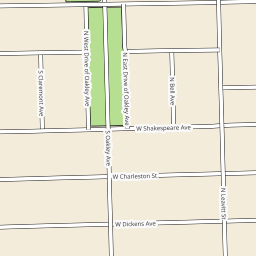 N West Drive of Oakley Ave
N East Drive of Oakley Ave
S Claremont Ave
N Bell Ave
W Shakespeare Ave
S Oakley Ave
W Charleston St
N Leavitt St
W Dickens Ave